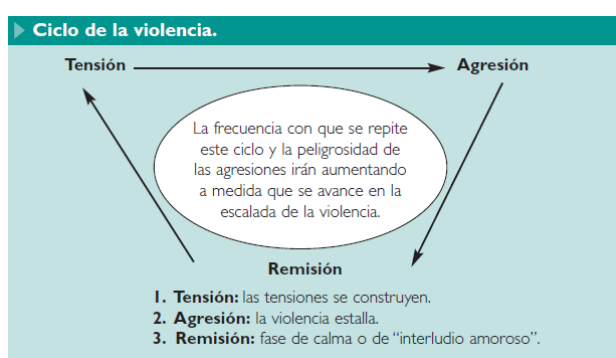 Ciclo de la violencia.
Tensión
Agresión
La frecuencia con que se repite
este ciclo y la peligrosidad de
las agresiones irán aumentando
a medida que se avance en la
escalada de la violencia.
Remisión
1. Tensión: las tensiones se construyen.
2. Agresión: la violencia estalla.
3. Remisión: fase de calma o de “interludio amoroso”.